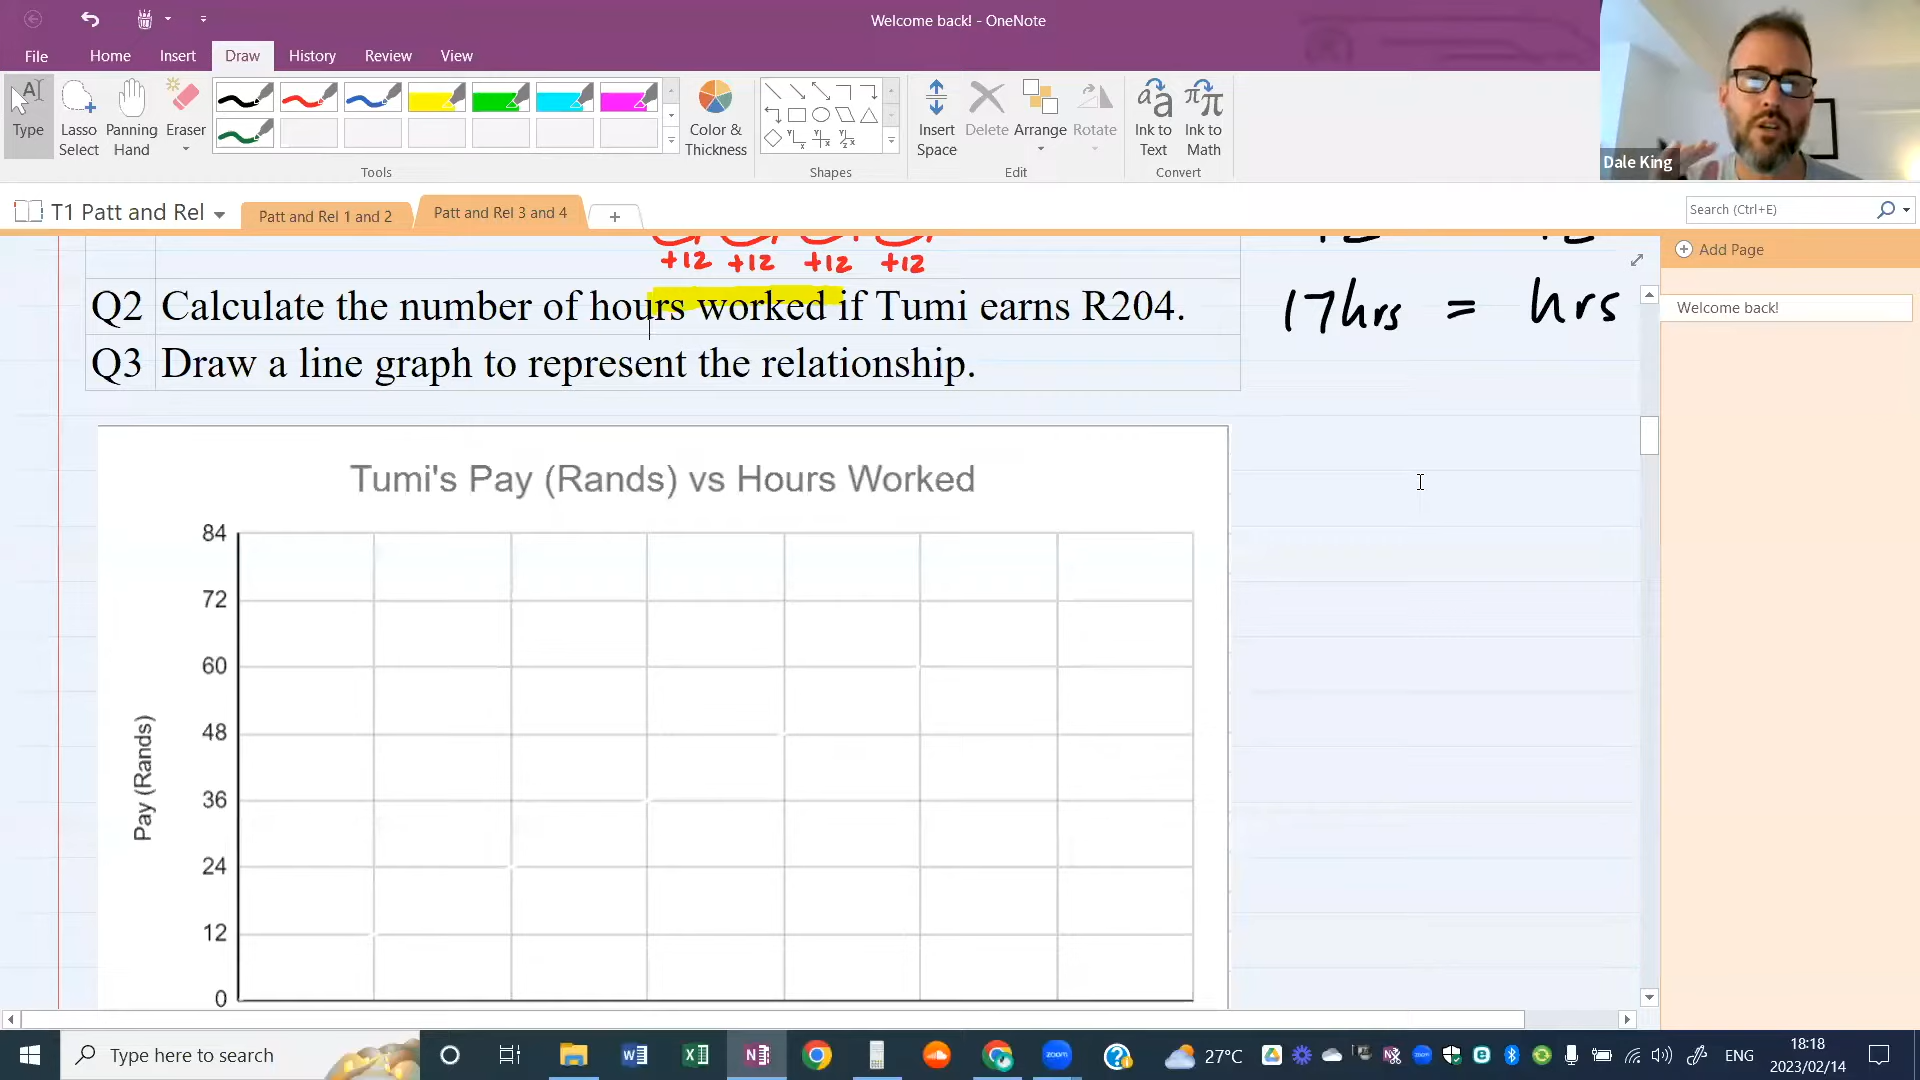 Welcome back! - OneNote
File Home Insert Draw History Review View
Type
Lasso Select
Panning Hand
Eraser
Color & Thickness
Insert Space
Delete
Arrange
Rotate
Ink to Text
Ink to Math
Tools
Shapes
Edit
Convert
Dale King
T1 Patt and Rel
Patt and Rel 1 and 2
Patt and Rel 3 and 4
Search (Ctrl+E)
Add Page
Welcome back!
+12 +12 +12 +12
Q2 Calculate the number of hours worked if Tumi earns R204.
17hrs = hrs
Q3 Draw a line graph to represent the relationship.
Tumi's Pay (Rands) vs Hours Worked
84
72
60
48
36
24
12
0
Pay (Rands)
Type here to search
27°C
ENG
18:18
2023/02/14